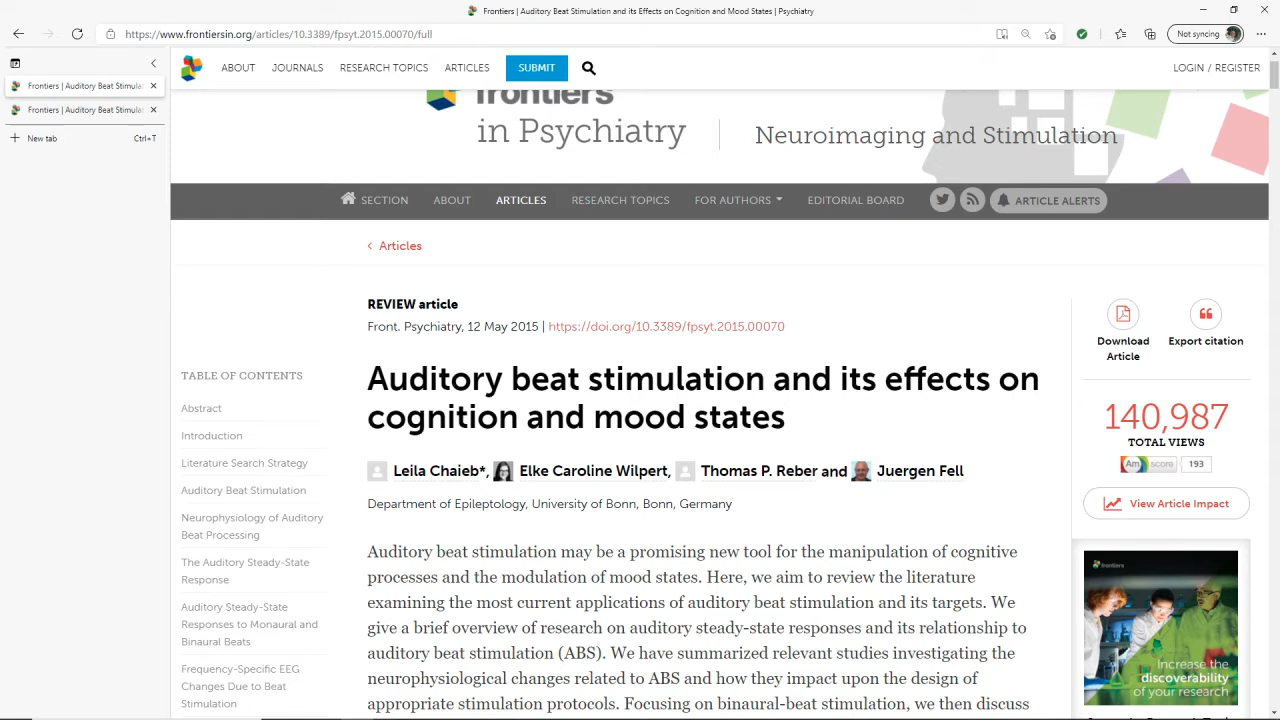 Frontiers | Auditory Beat Stimulation and its Effects on Cognition and Mood States | Psychiatry
https://www.frontiersin.org/articles/10.3389/fpsyt.2015.00070/full
Not syncing
Frontiers | Auditory Beat Stimulat
Frontiers | Auditory Beat Stimulat
New tab Ctrl+T
ABOUT JOURNALS RESEARCH TOPICS ARTICLES SUBMIT LOGIN / REGISTER
frontiers
in Psychiatry
Neuroimaging and Stimulation
SECTION ABOUT ARTICLES RESEARCH TOPICS FOR AUTHORS EDITORIAL BOARD ARTICLE ALERTS
‹ Articles
REVIEW article
Front. Psychiatry, 12 May 2015 | https://doi.org/10.3389/fpsyt.2015.00070
Auditory beat stimulation and its effects on
cognition and mood states
Leila Chaieb*, Elke Caroline Wilpert, Thomas P. Reber and Juergen Fell
Department of Epileptology, University of Bonn, Bonn, Germany
Auditory beat stimulation may be a promising new tool for the manipulation of cognitive
processes and the modulation of mood states. Here, we aim to review the literature
examining the most current applications of auditory beat stimulation and its targets. We
give a brief overview of research on auditory steady-state responses and its relationship to
auditory beat stimulation (ABS). We have summarized relevant studies investigating the
neurophysiological changes related to ABS and how they impact upon the design of
appropriate stimulation protocols. Focusing on binaural-beat stimulation, we then discuss
TABLE OF CONTENTS
Abstract
Introduction
Literature Search Strategy
Auditory Beat Stimulation
Neurophysiology of Auditory
Beat Processing
The Auditory Steady-State
Response
Auditory Steady-State
Responses to Monaural and
Binaural Beats
Frequency-Specific EEG
Changes Due to Beat
Stimulation
Download
Article
Export citation
140,987
TOTAL VIEWS
Am score 193
View Article Impact
frontiers
Increase the
discoverability
of your research